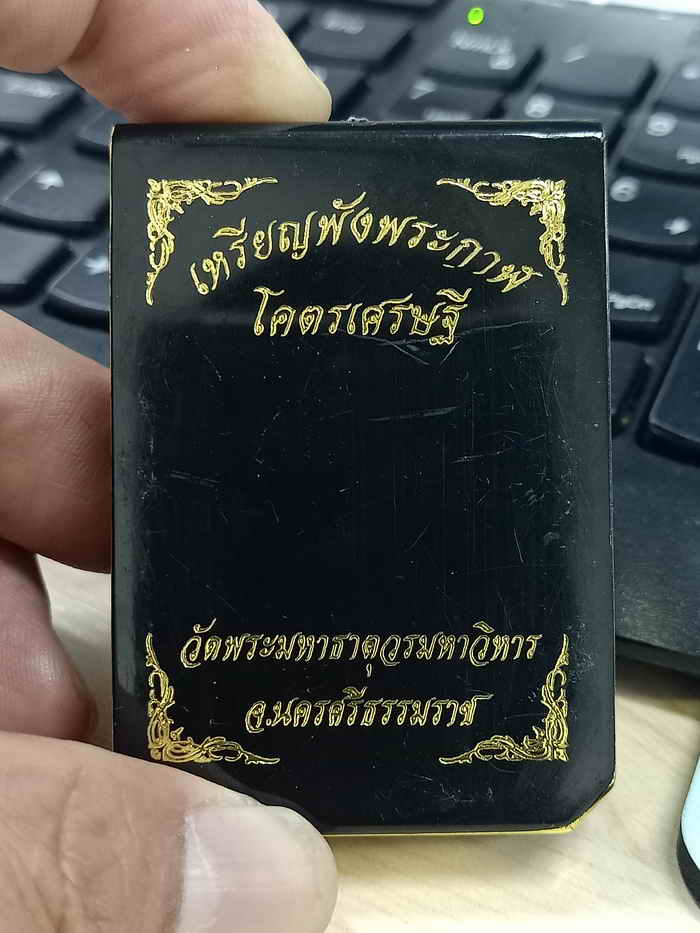 เหรียญพังพระกาฬ
โคตรเศรษฐี
วัดพระมหาธาตุวรมหาวิหาร
จ.นครศรีธรรมราช